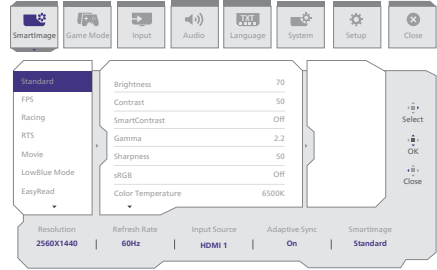 SmartImage
Game Mode
Input
Audio
TXT
Language
System
Setup
Close
Standard
FPS
Racing
RTS
Movie
LowBlue Mode
EasyRead
Brightness 70
Contrast 50
SmartContrast Off
Gamma 2.2
Sharpness 50
sRGB Off
Color Temperature 6500K
Select
OK
Close
Resolution
2560X1440
Refresh Rate
60Hz
Input Source
HDMI 1
Adaptive Sync
On
SmartImage
Standard